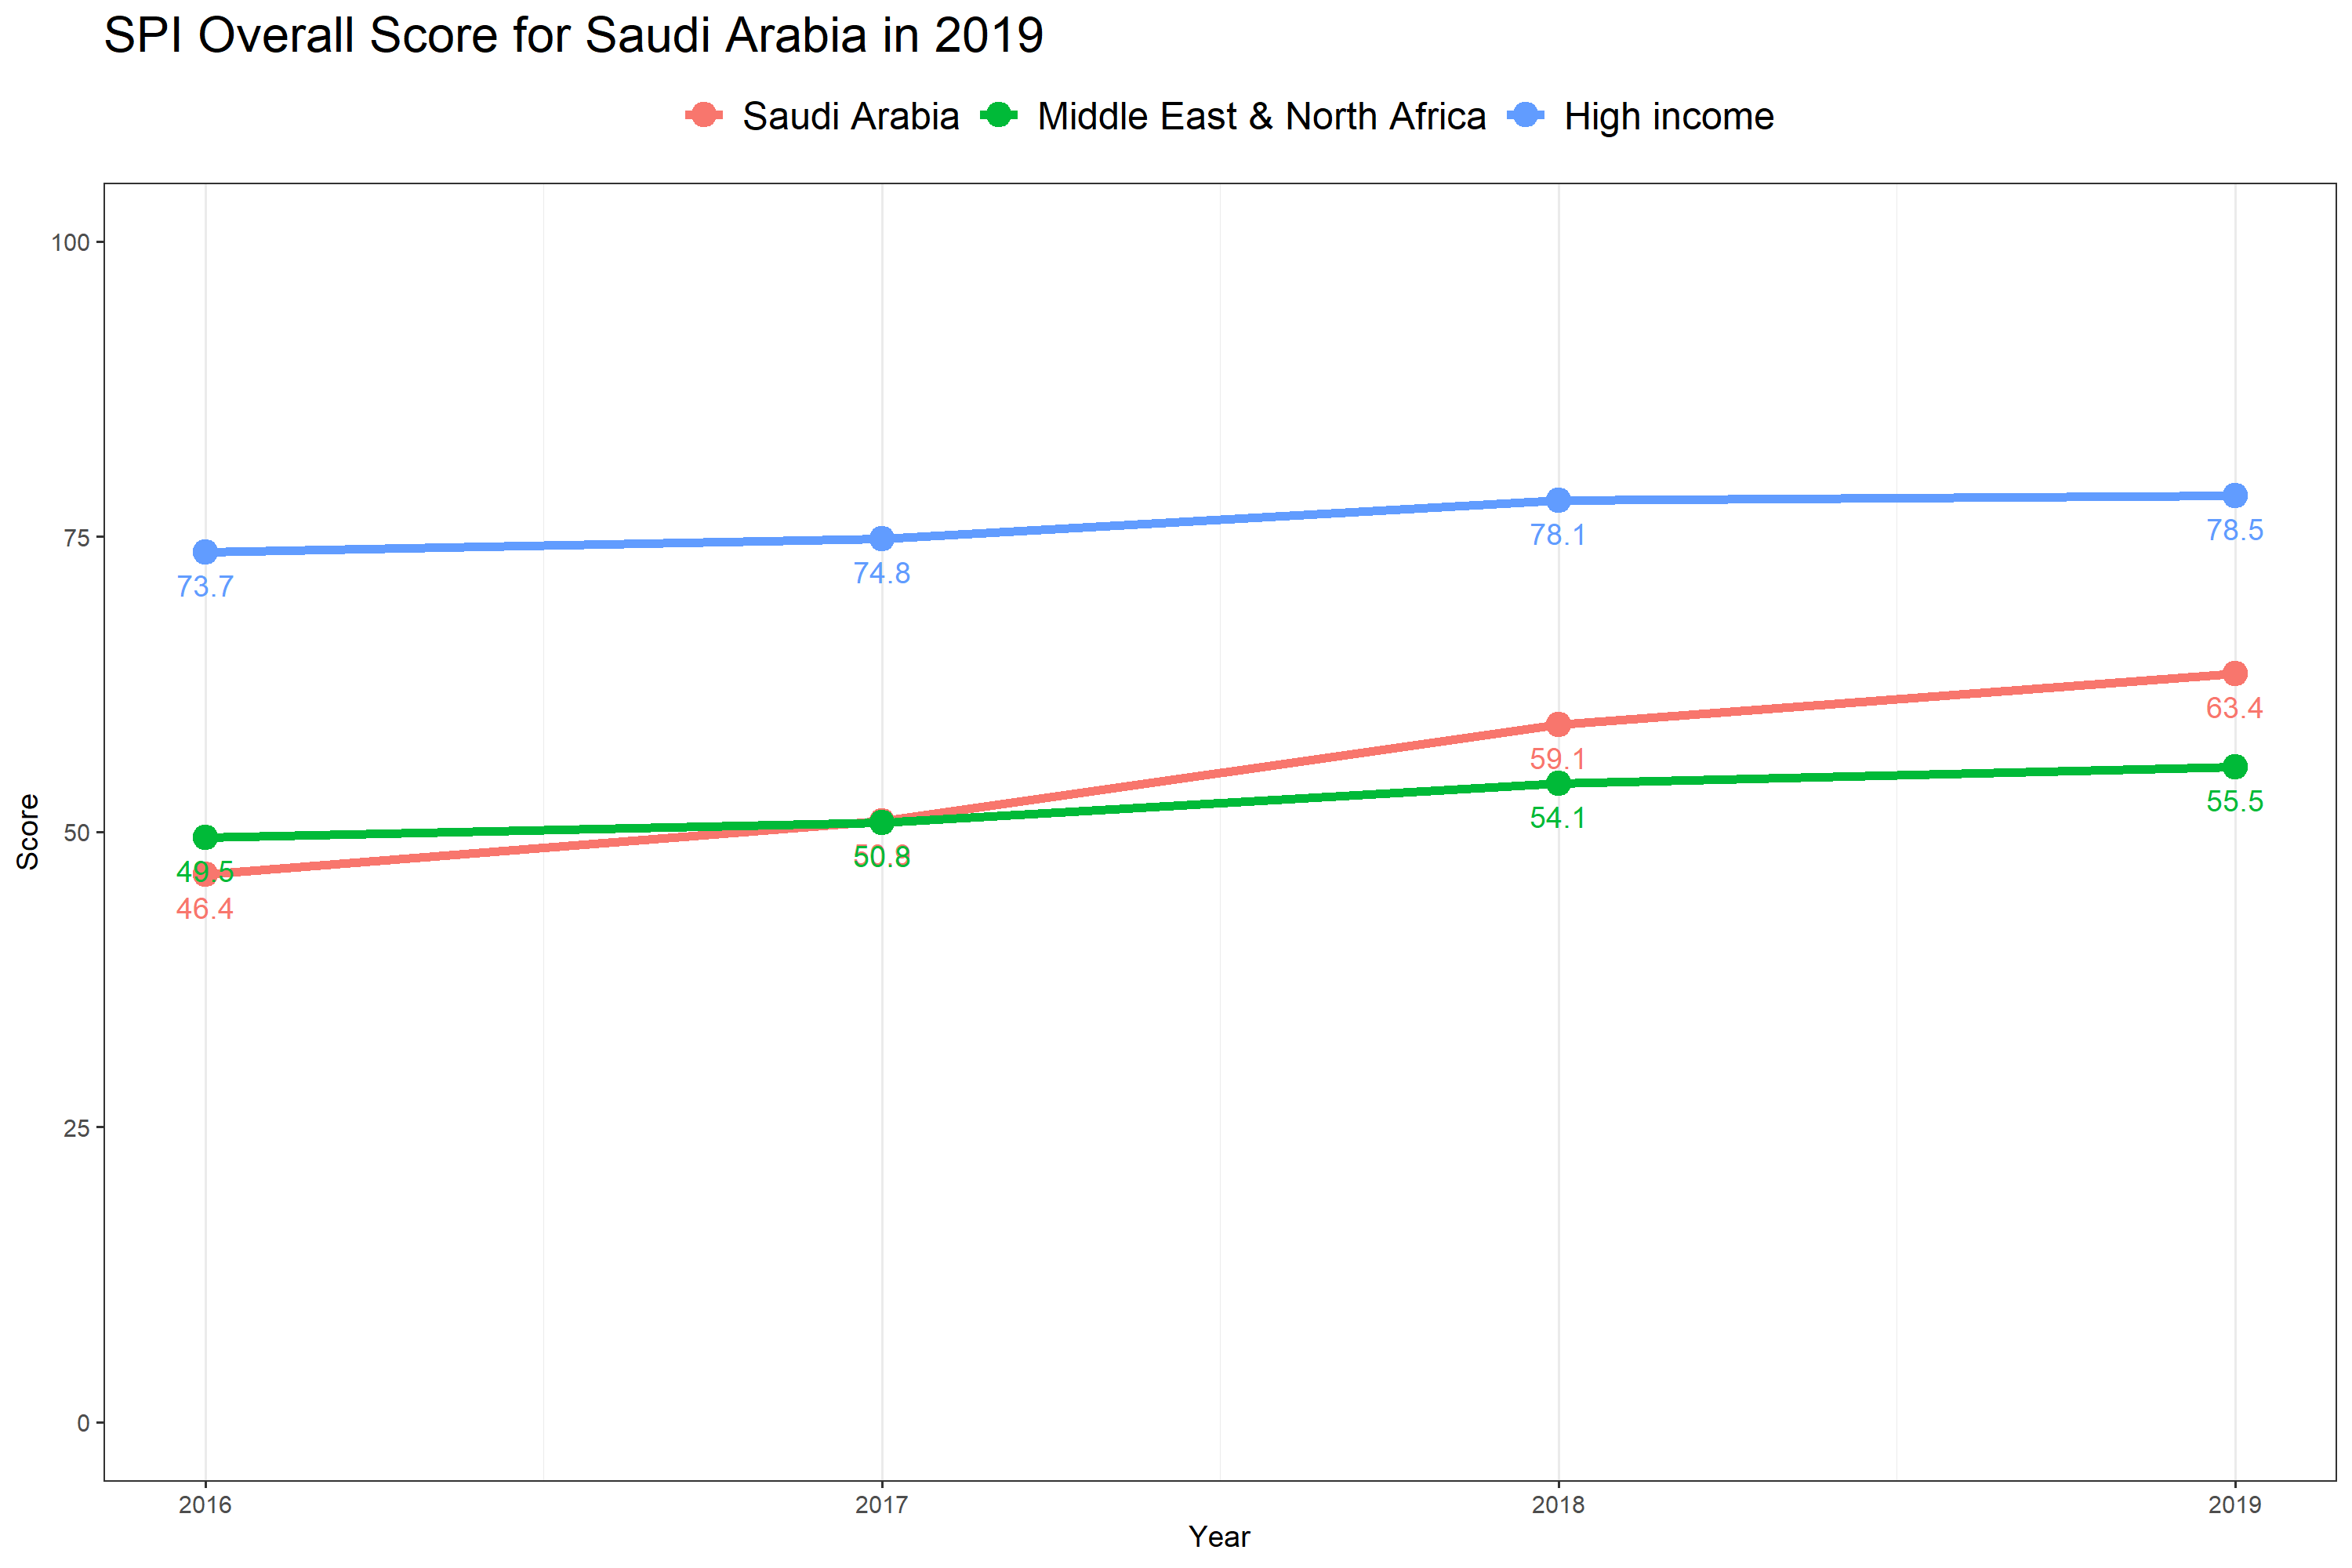 SPI Overall Score for Saudi Arabia in 2019
Saudi Arabia Middle East & North Africa High income
100
75
50
25
0
Score
73.7 74.8 78.1 78.5
63.4
59.1
49.5 50.8 54.1 55.5
46.4
2016 2017 2018 2019
Year